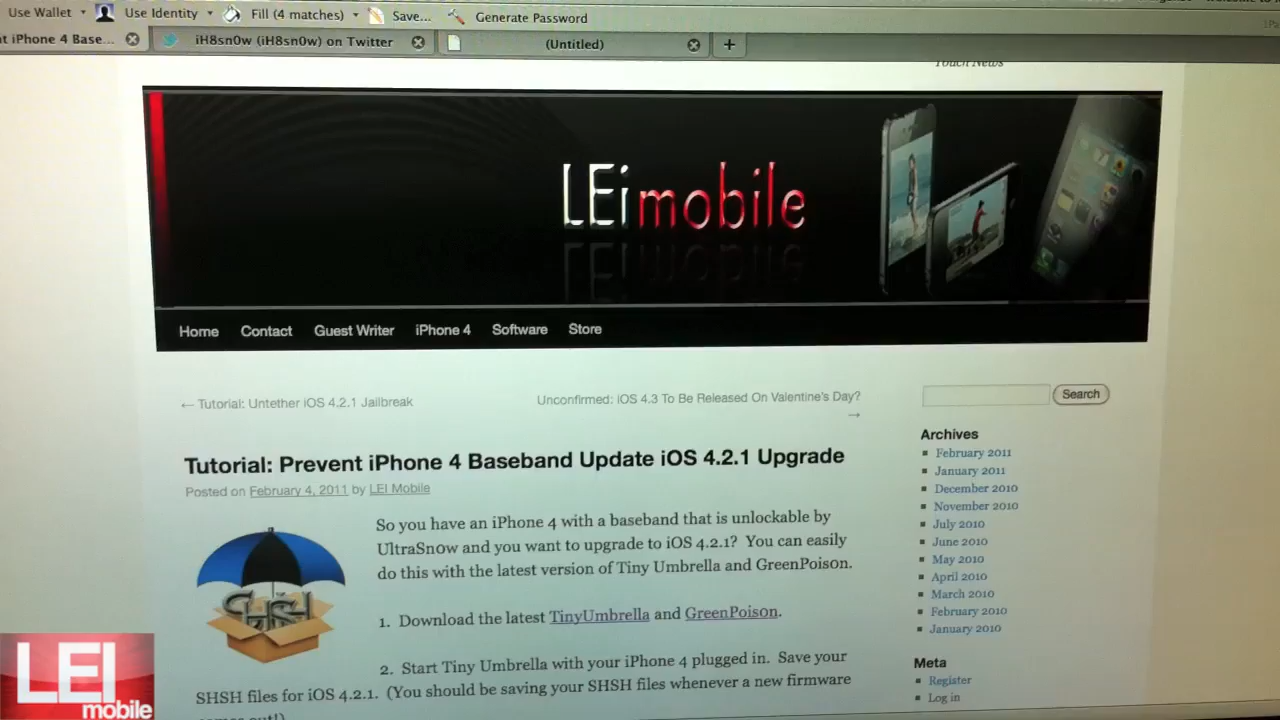 Use Wallet Use Identity Fill (4 matches) Save... Generate Password
t iPhone 4 Base... iH8sn0w (iH8sn0w) on Twitter (Untitled) +
Touch News
LEi mobile
Home Contact Guest Writer iPhone 4 Software Store
← Tutorial: Untether iOS 4.2.1 Jailbreak
Unconfirmed: iOS 4.3 To Be Released On Valentine's Day?
→
Search
Tutorial: Prevent iPhone 4 Baseband Update iOS 4.2.1 Upgrade
Posted on February 4, 2011 by LEI Mobile
SHSH
So you have an iPhone 4 with a baseband that is unlockable by
UltraSnow and you want to upgrade to iOS 4.2.1? You can easily
do this with the latest version of Tiny Umbrella and GreenPoison.
1. Download the latest TinyUmbrella and GreenPoison.
2. Start Tiny Umbrella with your iPhone 4 plugged in. Save your
SHSH files for iOS 4.2.1. (You should be saving your SHSH files whenever a new firmware
comes out!)
Archives
February 2011
January 2011
December 2010
November 2010
July 2010
June 2010
May 2010
April 2010
March 2010
February 2010
January 2010
Meta
Register
Log in
LEI
mobile